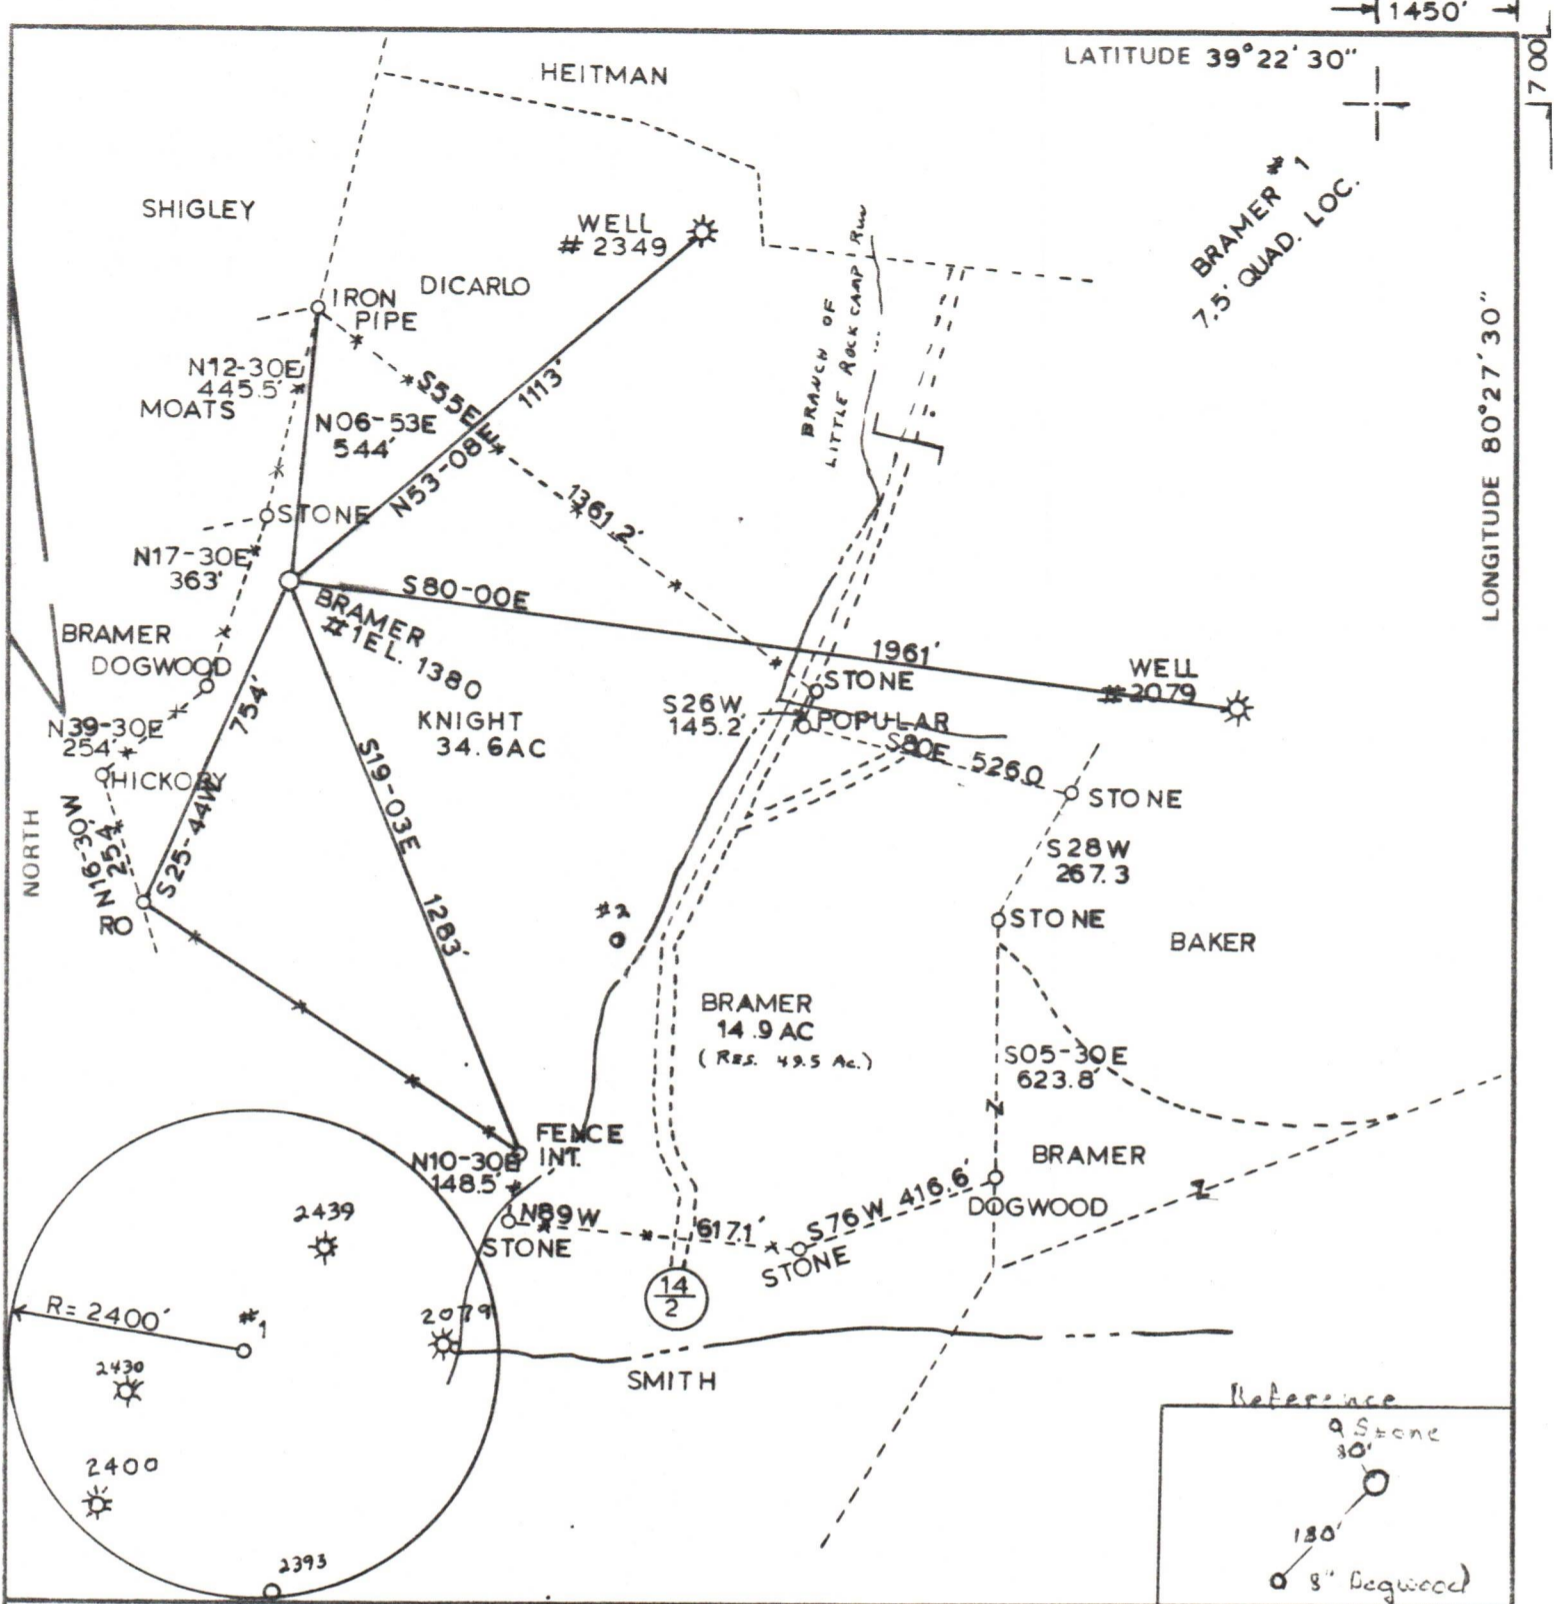 1450'
LATITUDE 39°22'30"
7 00
HEITMAN
SHIGLEY
WELL
# 2349
BRAMER #1
7.5' QUAD. LOC.
DICARLO
IRON
PIPE
BRANCH OF
LITTLE ROCKCAMP Run
LONGITUDE 80°27'30"
N12-30E
445.5'
MOATS
S55E
1361.2'
1113'
N06-53E
544'
N53-08E
STONE
N17-30E
363'
S80-00E
1961'
BRAMER
#1 EL. 1380
BRAMER
DOGWOOD
WELL
# 2079
STONE
S26W
145.2'
POPULAR
N39-30E
254'
754'
KNIGHT
34.6AC
S80E 526.0
HICKORY
STONE
NORTH
N16-30W
254
S25-44W
S19-03E
1283'
S28W
267.3
RO
#2
STONE
BAKER
BRAMER
14.9 AC
(RES. 49.5 Ac.)
S05-30E
623.8'
FENCE
INT.
N10-30E
148.5'
BRAMER
DOGWOOD
N89W
617.1'
S76W 416.6'
STONE
STONE
14
2
2439
R=2400'
#1
2079
2430
SMITH
2400
2393
Reference
9 Stone
80'
180'
8" Dogwood